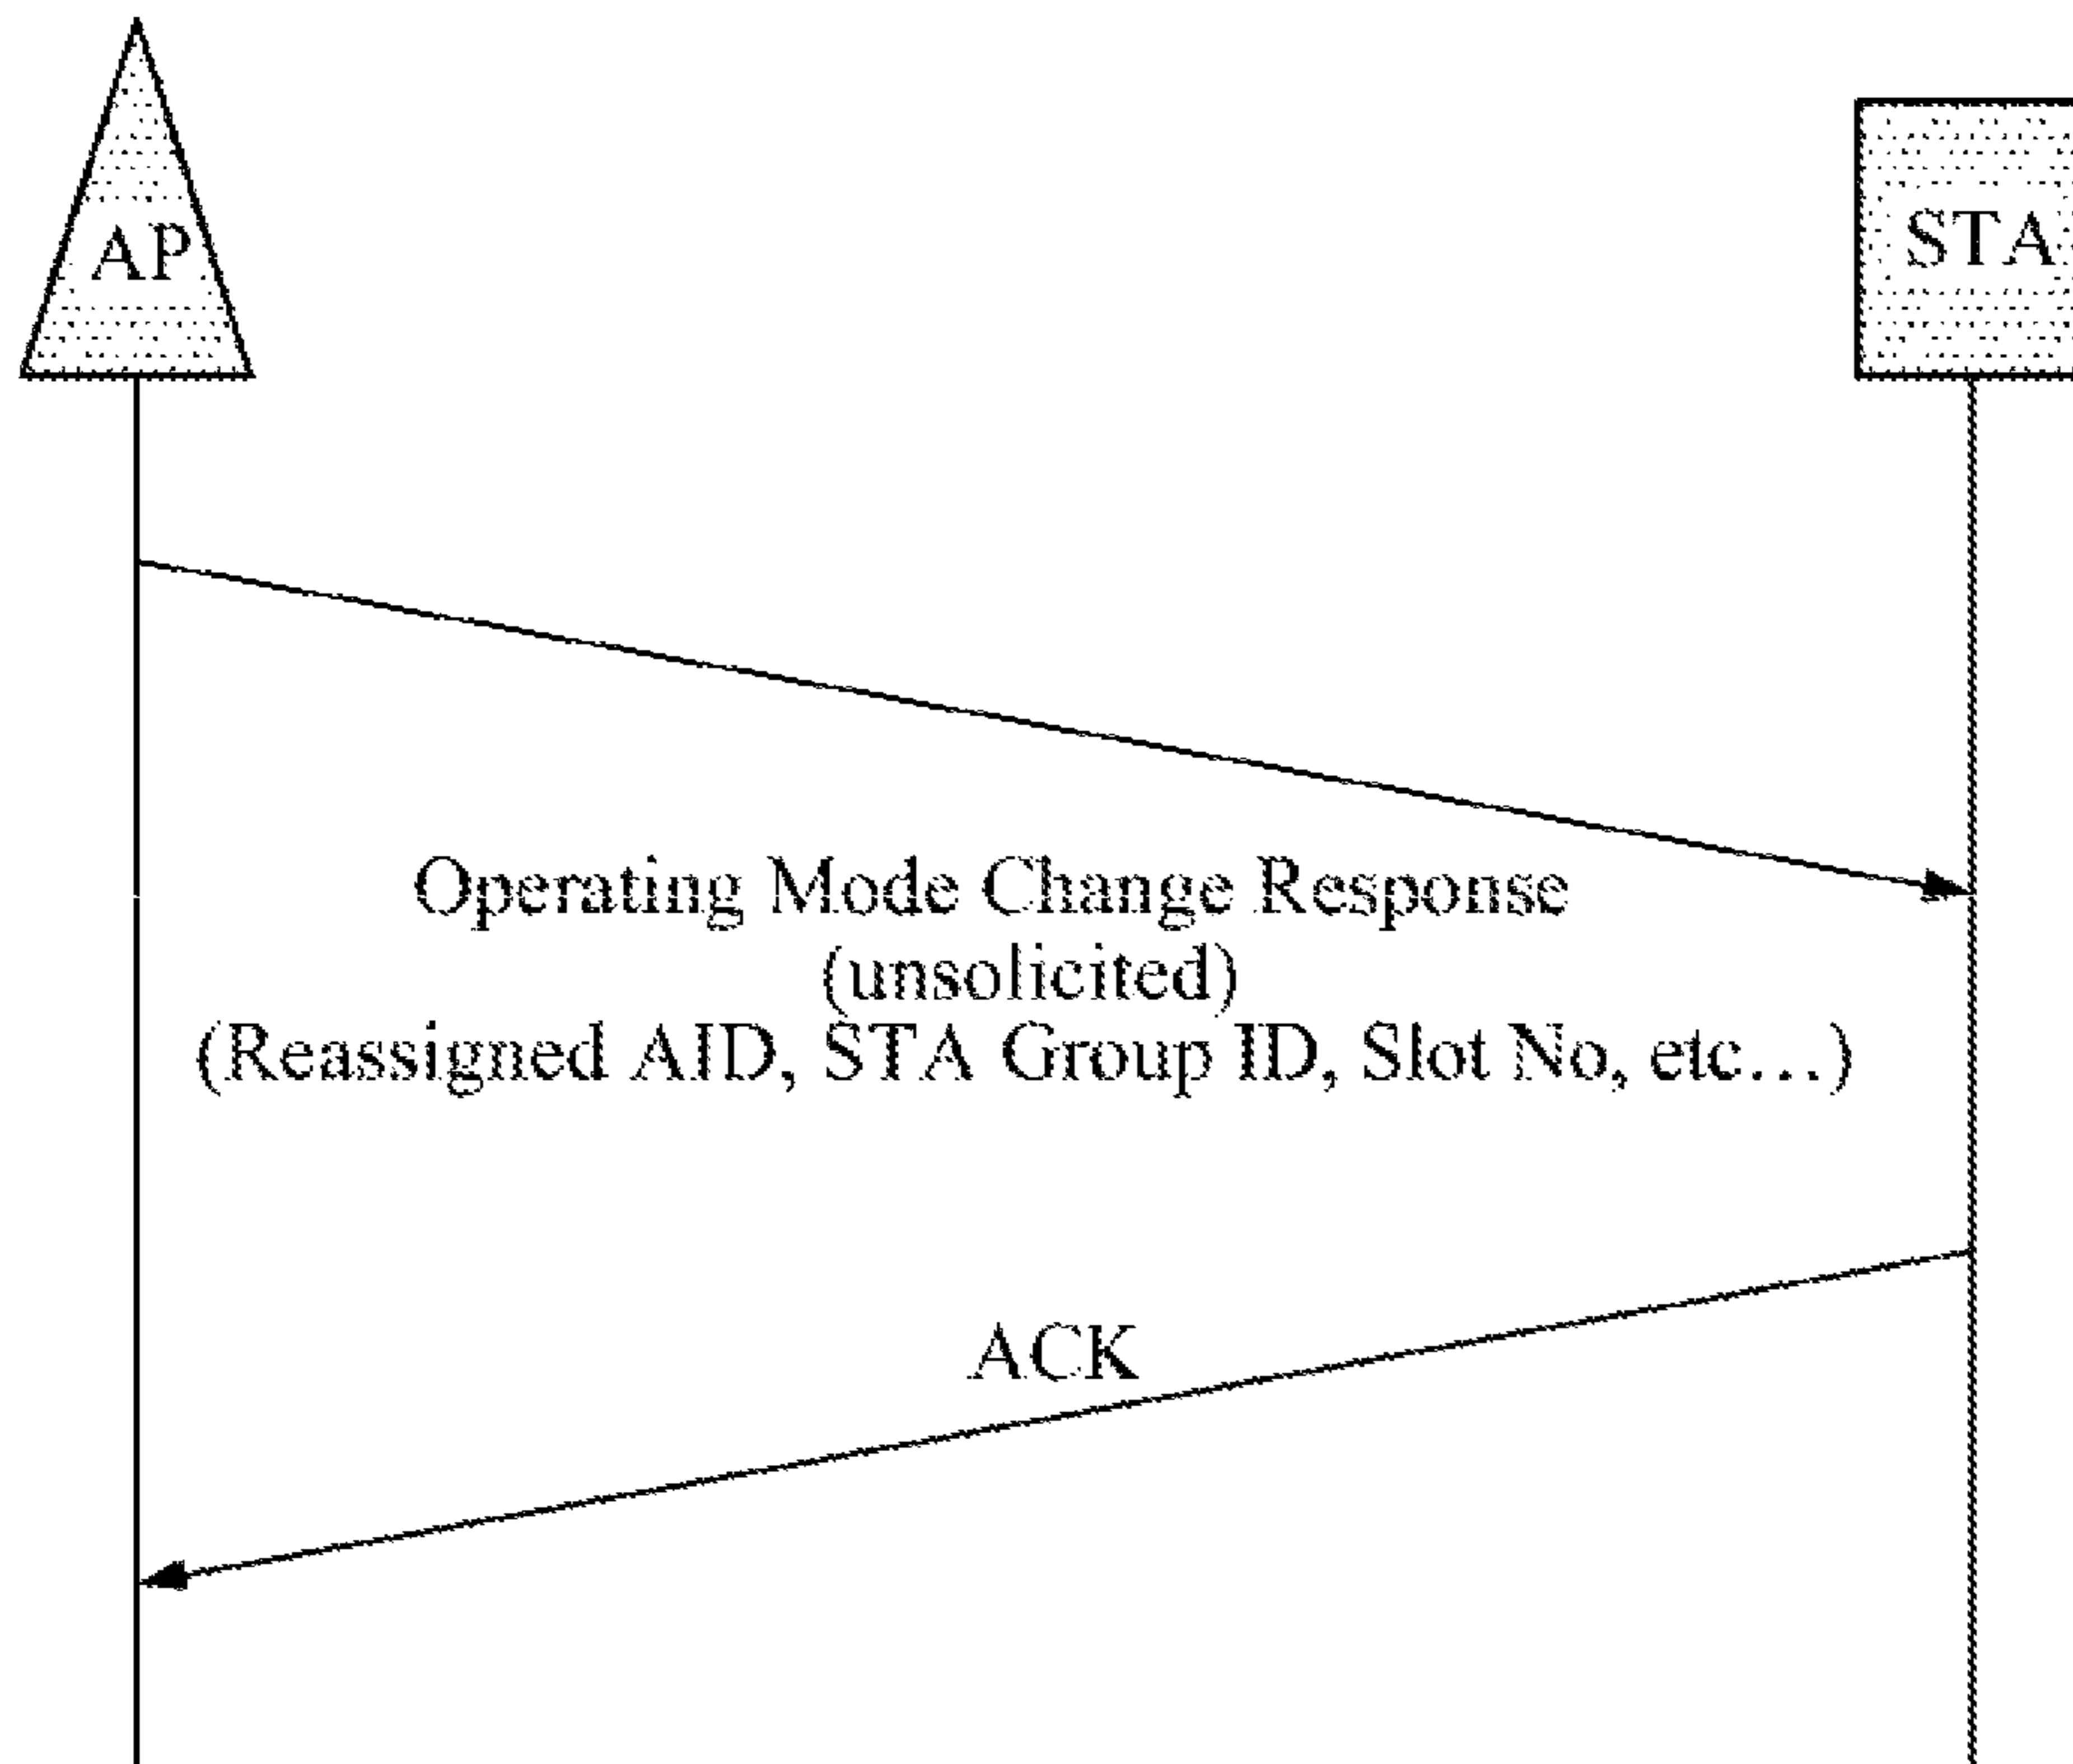 AP
STA
Operating Mode Change Response
(unsolicited)
(Reassigned AID, STA Group ID, Slot No, etc…)
ACK